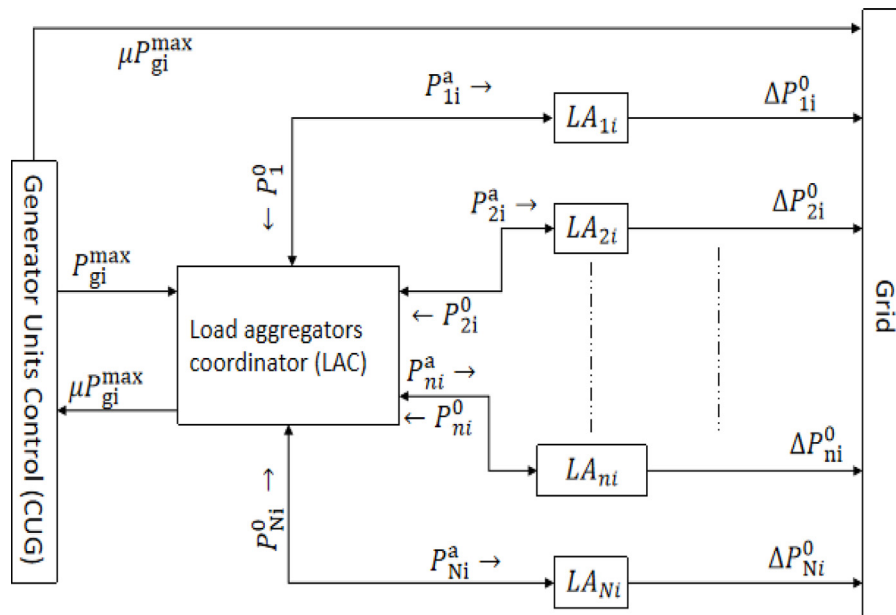 μP_gi^max
P_1i^a →
LA_1i
ΔP_1i^0
← P_1^0
P_2i^a →
LA_2i
ΔP_2i^0
Generator Units Control (CUG)
P_gi^max
← P_2i^0
Grid
Load aggregators
coordinator (LAC)
P_ni^a →
μP_gi^max
← P_ni^0
LA_ni
ΔP_ni^0
P_Ni^0 →
P_Ni^a →
LA_Ni
ΔP_Ni^0